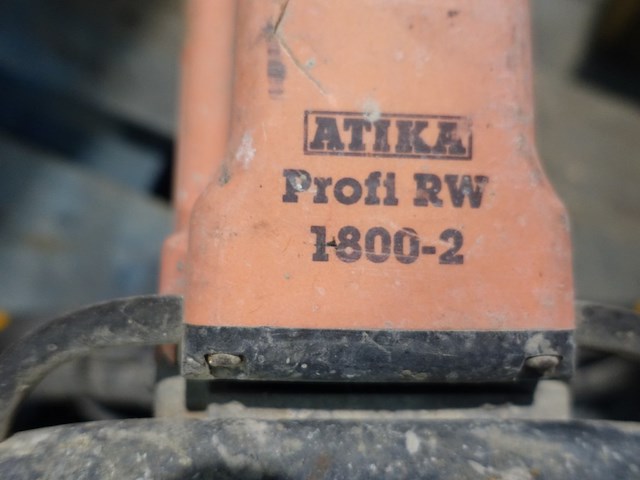 ATIKA
Profi RW
1800-2